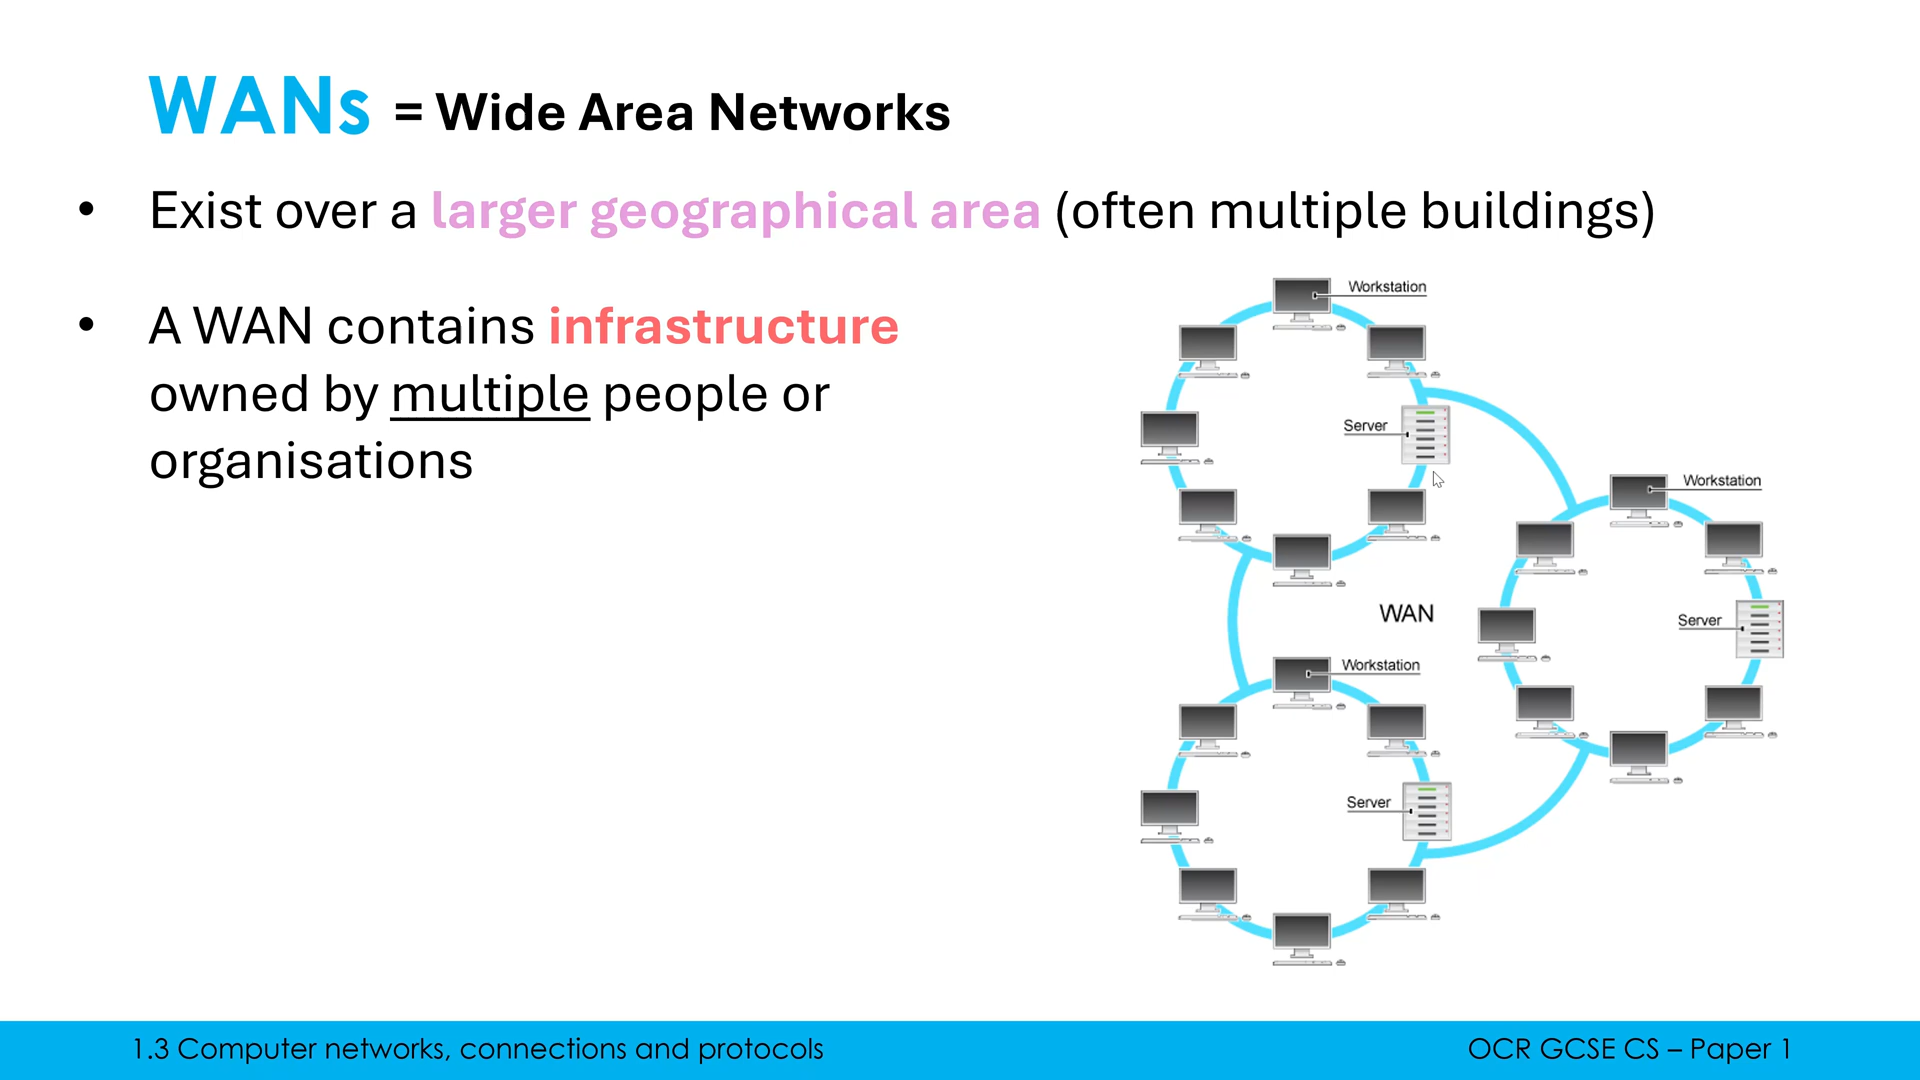 WANs = Wide Area Networks
• Exist over a larger geographical area (often multiple buildings)
• A WAN contains infrastructure
owned by multiple people or
organisations
Workstation
Server
Workstation
WAN
Server
Workstation
Server
1.3 Computer networks, connections and protocols
OCR GCSE CS – Paper 1